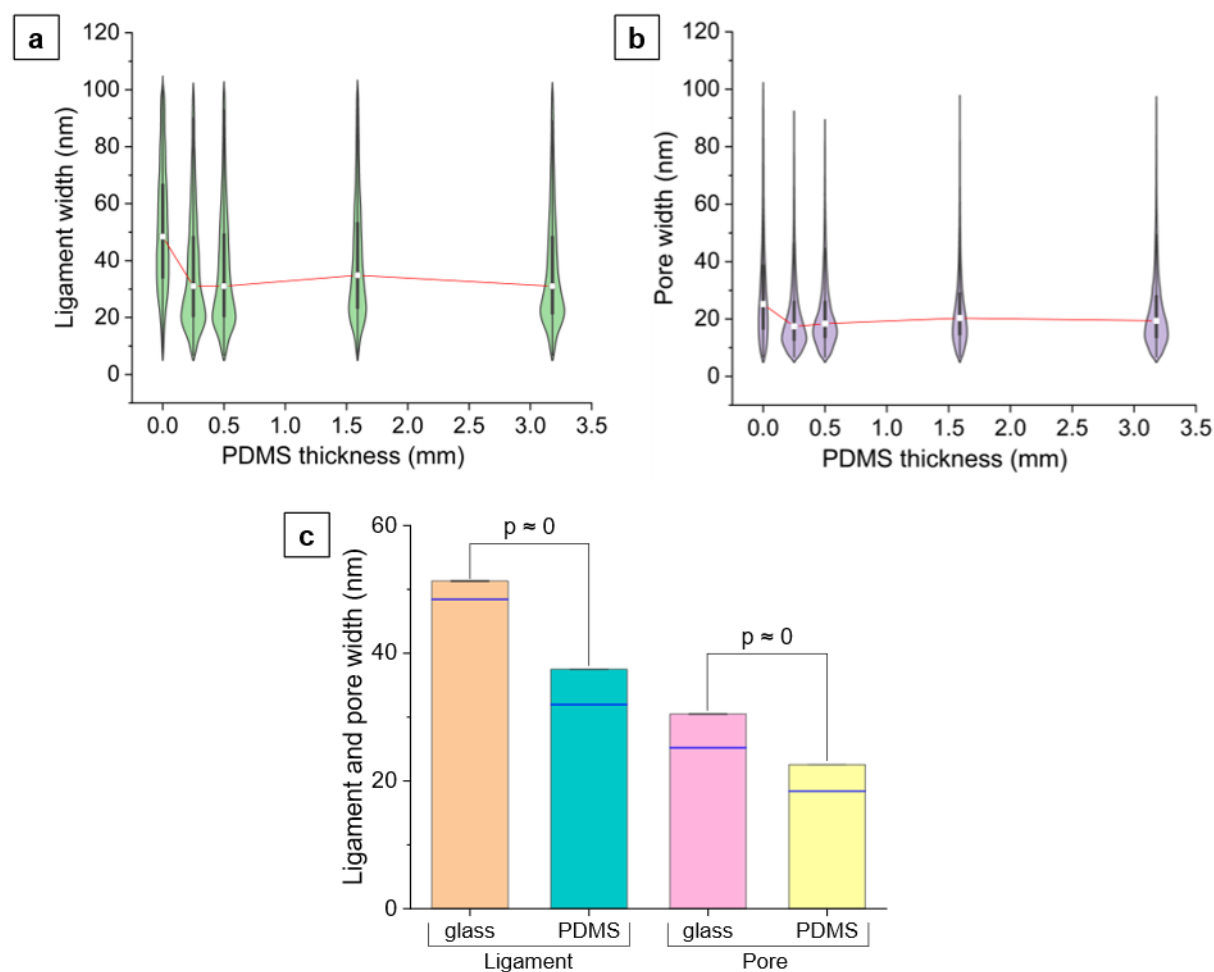 a
120
100
80
60
40
20
0
Ligament width (nm)
0.0 0.5 1.0 1.5 2.0 2.5 3.0 3.5
PDMS thickness (mm)
b
120
100
80
60
40
20
0
Pore width (nm)
0.0 0.5 1.0 1.5 2.0 2.5 3.0 3.5
PDMS thickness (mm)
c
60
40
20
0
Ligament and pore width (nm)
p ≈ 0
p ≈ 0
glass PDMS glass PDMS
Ligament Pore